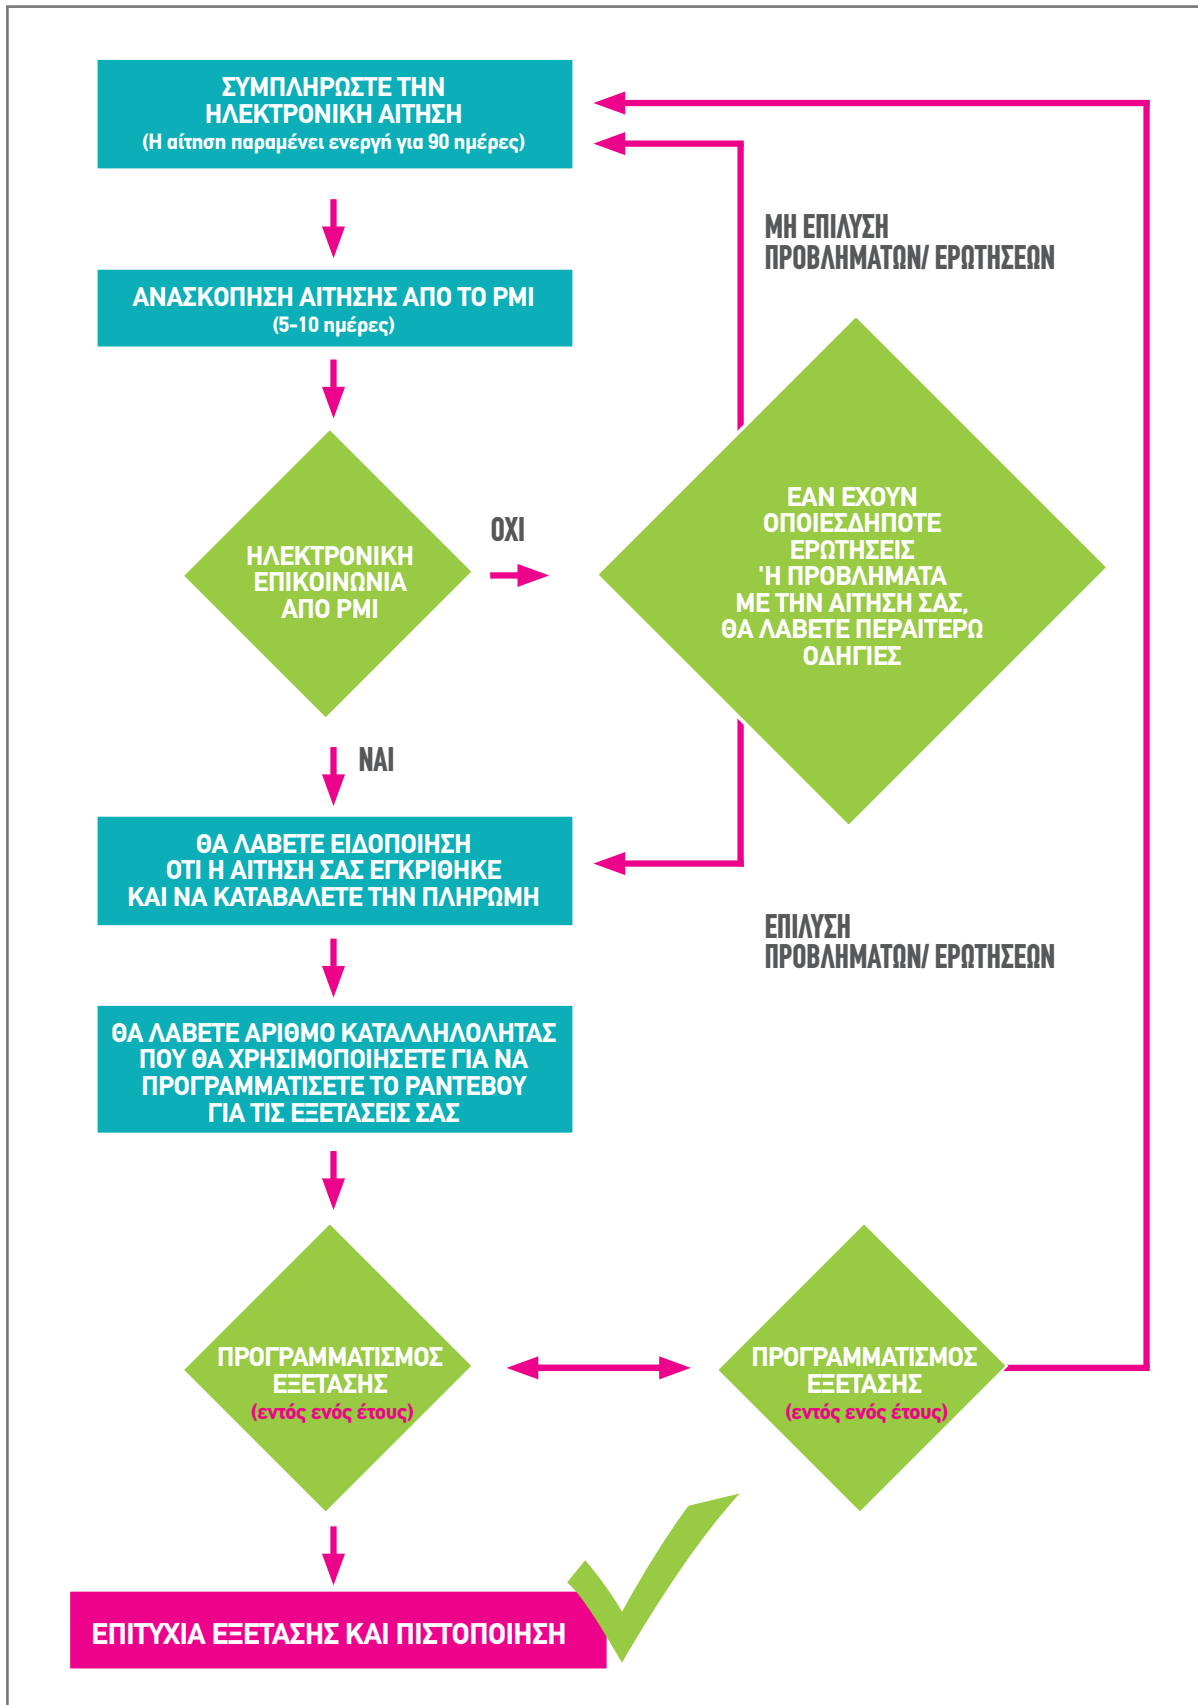 ΣΥΜΠΛΗΡΩΣΤΕ ΤΗΝ
ΗΛΕΚΤΡΟΝΙΚΗ ΑΙΤΗΣΗ
(Η αίτηση παραμένει ενεργή για 90 ημέρες)
ΜΗ ΕΠΙΛΥΣΗ
ΠΡΟΒΛΗΜΑΤΩΝ/ ΕΡΩΤΗΣΕΩΝ
ΑΝΑΣΚΟΠΗΣΗ ΑΙΤΗΣΗΣ ΑΠΟ ΤΟ PMI
(5-10 ημέρες)
ΗΛΕΚΤΡΟΝΙΚΗ
ΕΠΙΚΟΙΝΩΝΙΑ
ΑΠΟ PMI
ΟΧΙ
ΕΑΝ ΕΧΟΥΝ
ΟΠΟΙΕΣΔΗΠΟΤΕ
ΕΡΩΤΗΣΕΙΣ
'Η ΠΡΟΒΛΗΜΑΤΑ
ΜΕ ΤΗΝ ΑΙΤΗΣΗ ΣΑΣ,
ΘΑ ΛΑΒΕΤΕ ΠΕΡΑΙΤΕΡΩ
ΟΔΗΓΙΕΣ
ΝΑΙ
ΘΑ ΛΑΒΕΤΕ ΕΙΔΟΠΟΙΗΣΗ
ΟΤΙ Η ΑΙΤΗΣΗ ΣΑΣ ΕΓΚΡΙΘΗΚΕ
ΚΑΙ ΝΑ ΚΑΤΑΒΑΛΕΤΕ ΤΗΝ ΠΛΗΡΩΜΗ
ΕΠΙΛΥΣΗ
ΠΡΟΒΛΗΜΑΤΩΝ/ ΕΡΩΤΗΣΕΩΝ
ΘΑ ΛΑΒΕΤΕ ΑΡΙΘΜΟ ΚΑΤΑΛΛΗΛΟΛΗΤΑΣ
ΠΟΥ ΘΑ ΧΡΗΣΙΜΟΠΟΙΗΣΕΤΕ ΓΙΑ ΝΑ
ΠΡΟΓΡΑΜΜΑΤΙΣΕΤΕ ΤΟ ΡΑΝΤΕΒΟΥ
ΓΙΑ ΤΙΣ ΕΞΕΤΑΣΕΙΣ ΣΑΣ
ΠΡΟΓΡΑΜΜΑΤΙΣΜΟΣ
ΕΞΕΤΑΣΗΣ
(εντός ενός έτους)
ΠΡΟΓΡΑΜΜΑΤΙΣΜΟΣ
ΕΞΕΤΑΣΗΣ
(εντός ενός έτους)
ΕΠΙΤΥΧΙΑ ΕΞΕΤΑΣΗΣ ΚΑΙ ΠΙΣΤΟΠΟΙΗΣΗ